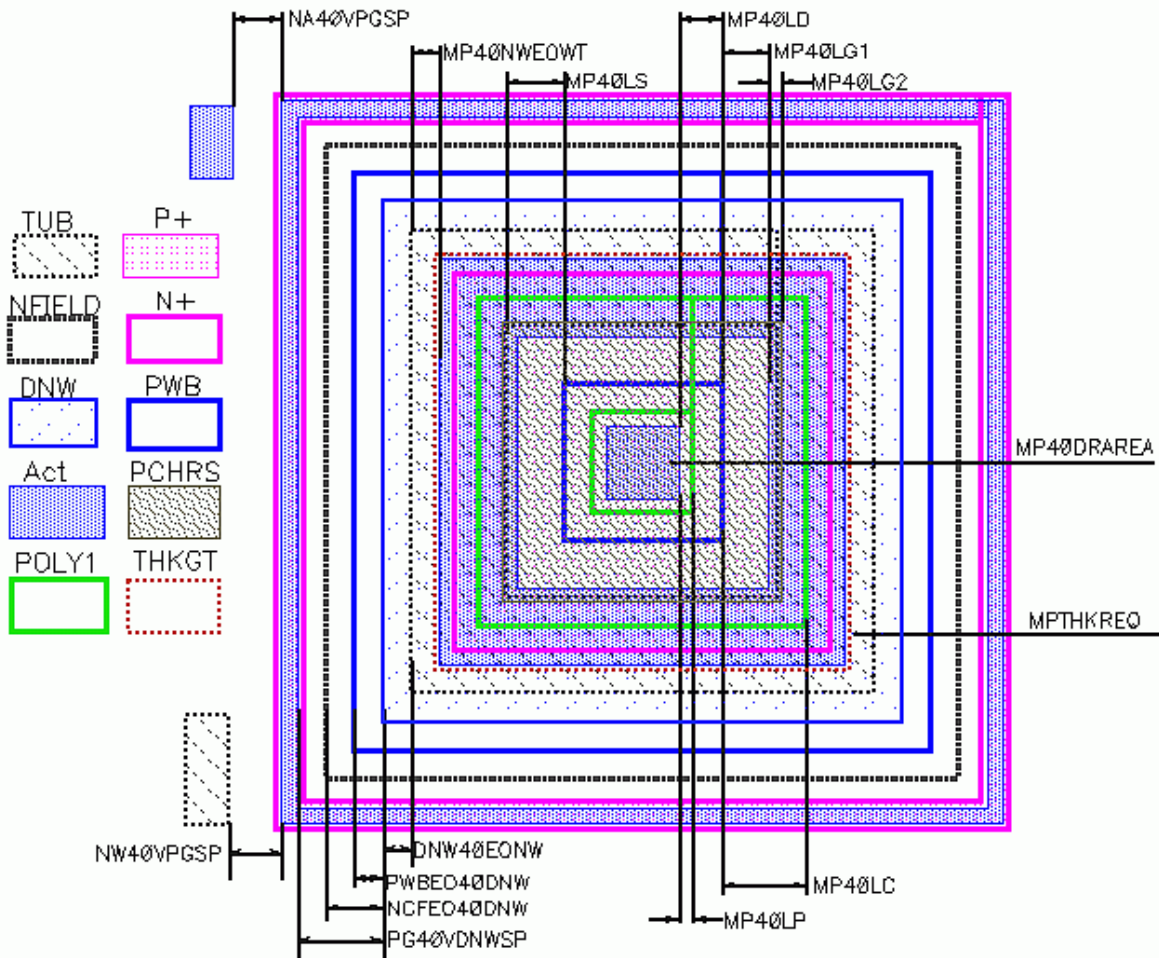 NA40VPGSP
MP40LD
MP40NWEOWT
MP40LG1
MP40LS
MP40LG2
TUB
P+
NFIELD
N+
DNW
PWB
Act
PCHRS
POLY1
THKGT
MP40DRAREA
MPTHKREQ
NW40VPGSP
DNW40EONW
PWBEO40DNW
MP40LC
NCFEO40DNW
MP40LP
PG40VDNWSP